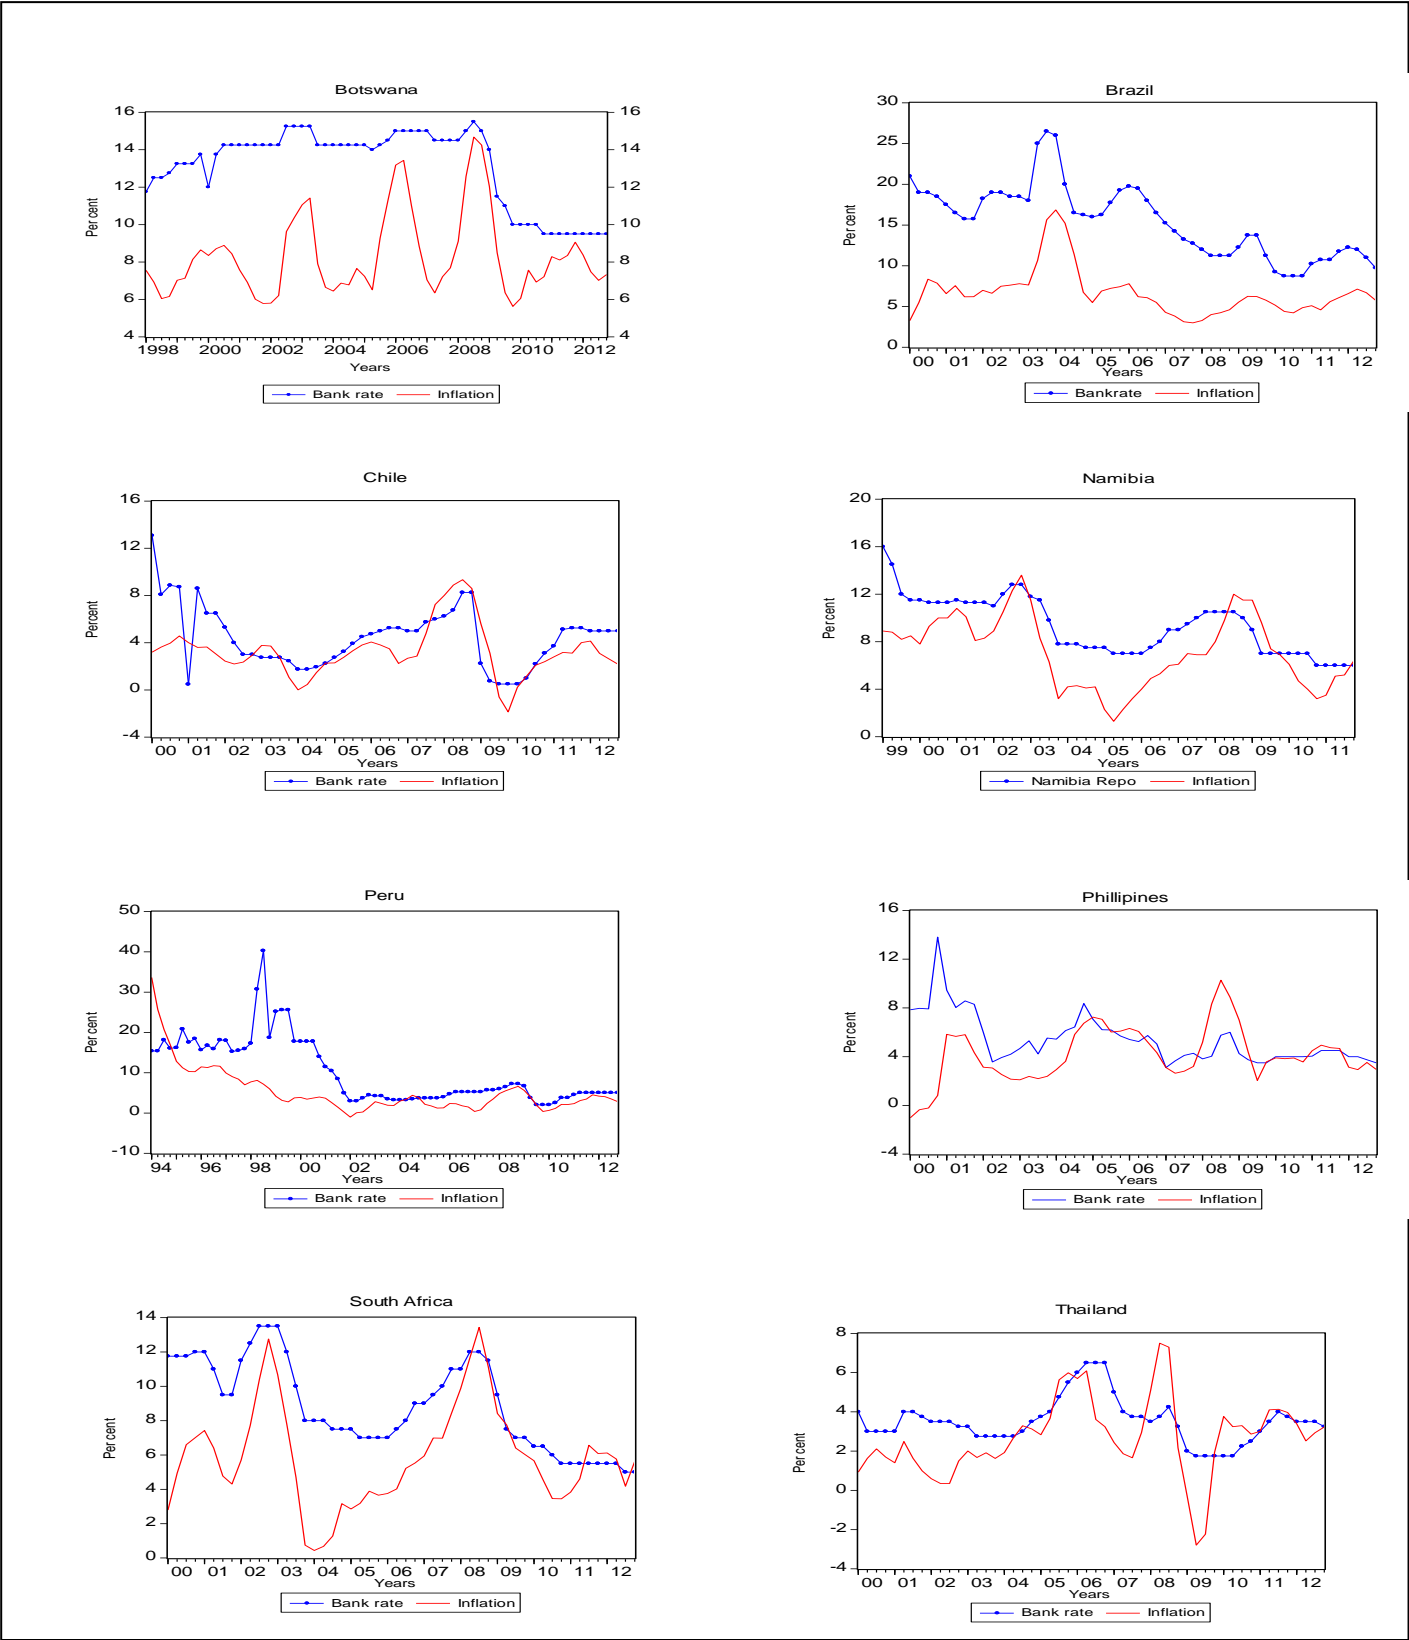 Botswana
16 16
14 14
12 12
10 10
8 8
6 6
4 4
Per cent
1998 2000 2002 2004 2006 2008 2010 2012
Years
Bank rate Inflation
Brazil
30
25
20
15
10
5
0
Per cent
00 01 02 03 04 05 06 07 08 09 10 11 12
Years
Bankrate Inflation
Chile
16
12
8
4
0
-4
Percent
00 01 02 03 04 05 06 07 08 09 10 11 12
Years
Bank rate Inflation
Namibia
20
16
12
8
4
0
Percent
99 00 01 02 03 04 05 06 07 08 09 10 11
Years
Namibia Repo Inflation
Peru
50
40
30
20
10
0
-10
Per cent
94 96 98 00 02 04 06 08 10 12
Years
Bank rate Inflation
Phillipines
16
12
8
4
0
-4
Per cent
00 01 02 03 04 05 06 07 08 09 10 11 12
Years
Bank rate Inflation
South Africa
14
12
10
8
6
4
2
0
Per cent
00 01 02 03 04 05 06 07 08 09 10 11 12
Years
Bank rate Inflation
Thailand
8
6
4
2
0
-2
-4
Per cent
00 01 02 03 04 05 06 07 08 09 10 11 12
Years
Bank rate Inflation